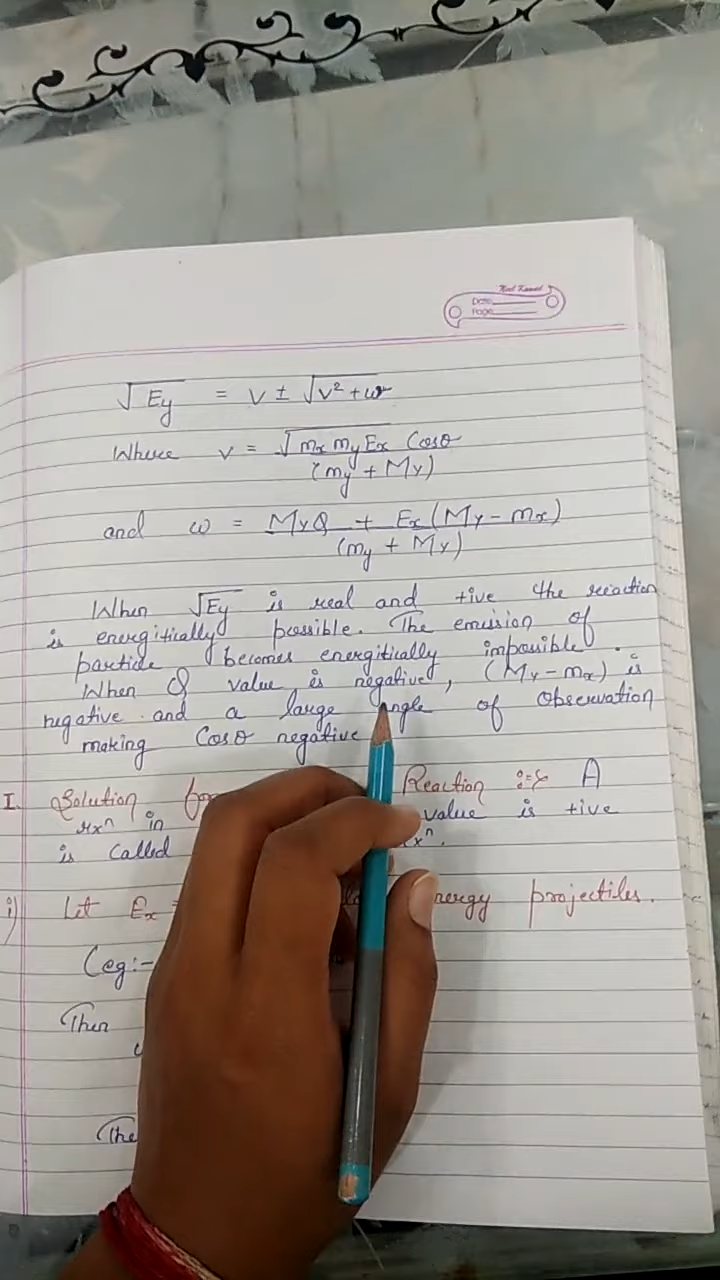 Date
Page
√Ey = v ± √v² + ω
Where v = √mx my Ex Cosθ
(my + My)
and ω = MyQ + Ex (My - mx)
(my + My)
When √Ey is real and +ive the reaction
is energitically possible. The emission of
particle becomes energitically impossible.
When Q value is negative, (My - mx) is
negative and a large angle of Observation
making Cosθ negative
I. Solution for Reaction :- A
rxⁿ in value is +ive
is called xⁿ.
i) Let Ex = nergy projectiles.
(eg:-
Then
The